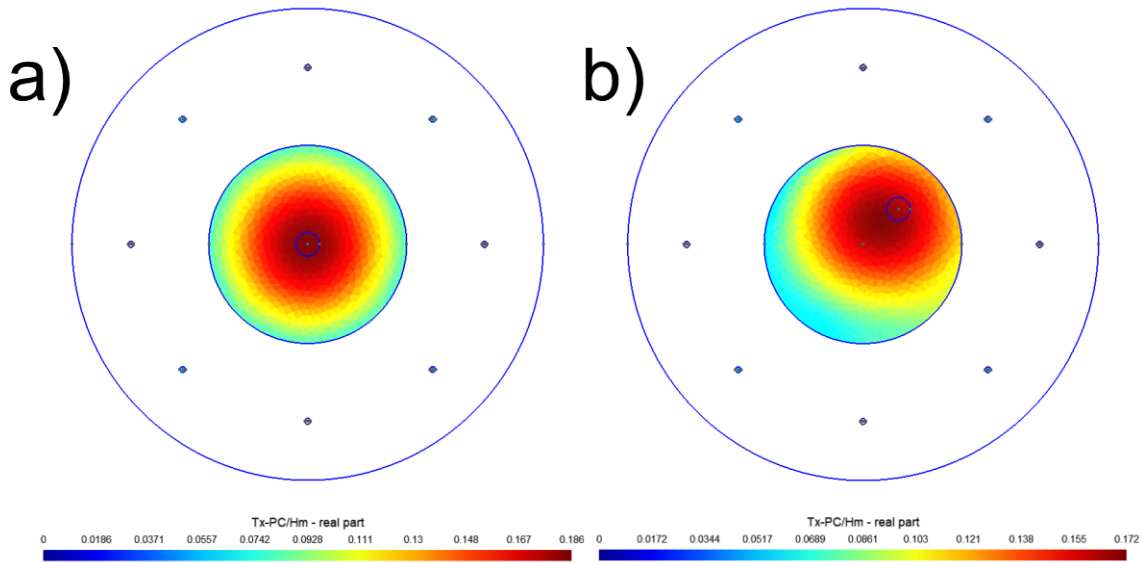 a)
b)
Tx-PC/Hm - real part
0 0.0186 0.0371 0.0557 0.0742 0.0928 0.111 0.13 0.148 0.167 0.186
Tx-PC/Hm - real part
0 0.0172 0.0344 0.0517 0.0689 0.0861 0.103 0.121 0.138 0.155 0.172